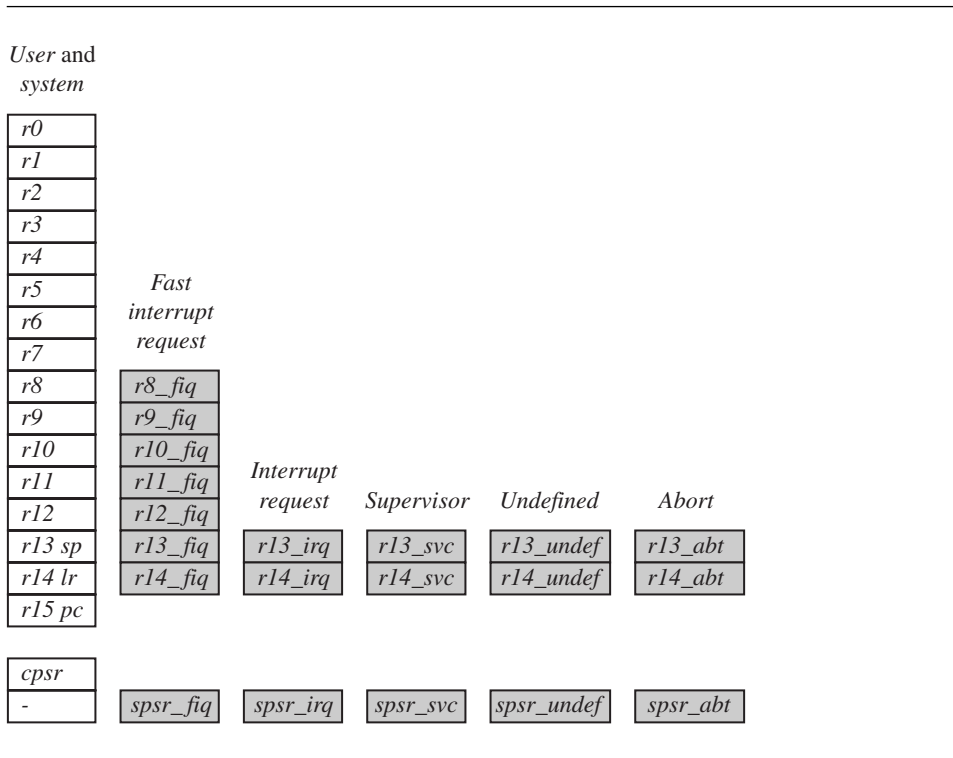 User and
system
r0
r1
r2
r3
r4
r5
r6
r7
r8
r9
r10
r11
r12
r13 sp
r14 lr
r15 pc
cpsr
-
Fast
interrupt
request
r8_fiq
r9_fiq
r10_fiq
r11_fiq
r12_fiq
r13_fiq
r14_fiq
spsr_fiq
Interrupt
request
r13_irq
r14_irq
spsr_irq
Supervisor
r13_svc
r14_svc
spsr_svc
Undefined
r13_undef
r14_undef
spsr_undef
Abort
r13_abt
r14_abt
spsr_abt